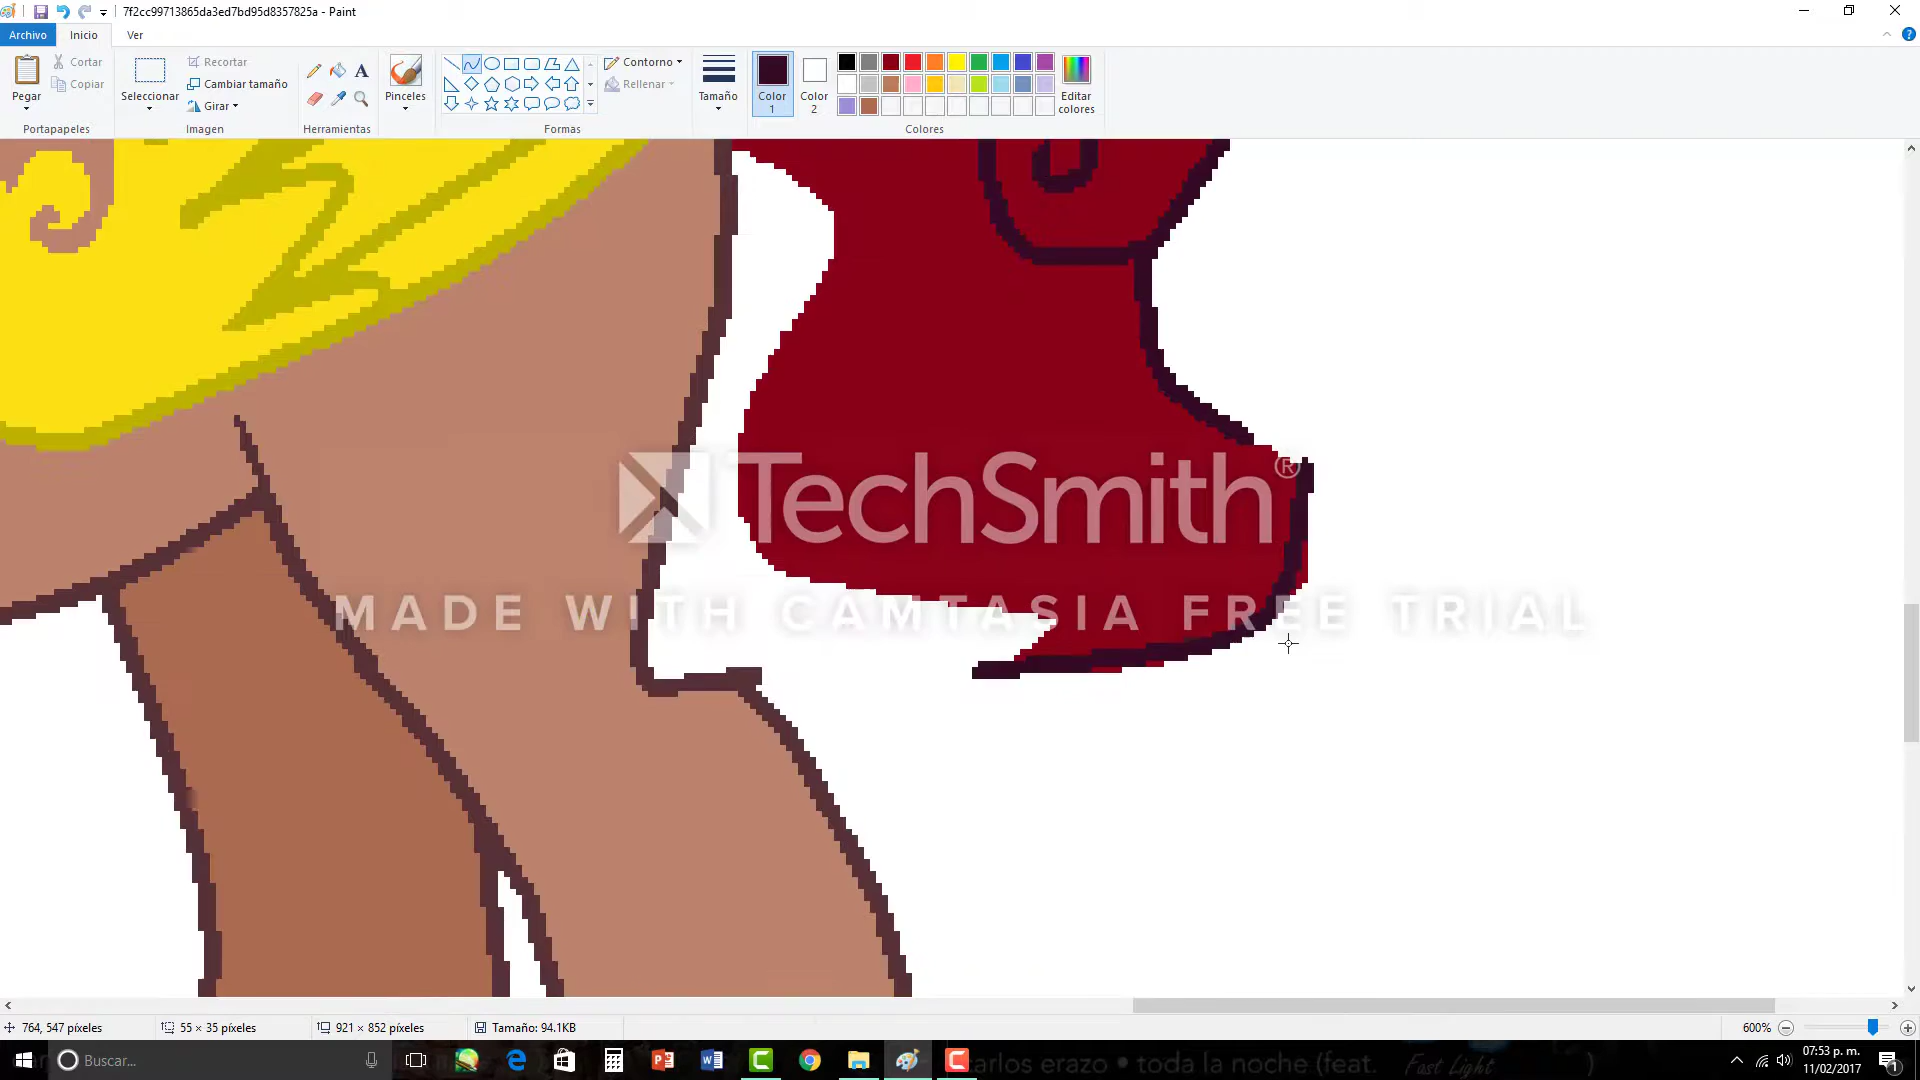 7f2cc99713865da3ed7bd95d8357825a - Paint
Archivo Inicio Ver
Pegar
Cortar
Copiar
Portapapeles
Seleccionar
Recortar
Cambiar tamaño
Girar
Imagen
Herramientas
Pinceles
Contorno
Rellenar
Formas
Tamaño
Color 1
Color 2
Editar colores
Colores
TechSmith®
MADE WITH CAMTASIA FREE TRIAL
764, 547 píxeles 55 × 35 píxeles 921 × 852 píxeles Tamaño: 94.1KB 600%
Buscar...
carlos erazo • toda la noche (feat. Fast Light )
07:53 p. m.
11/02/2017